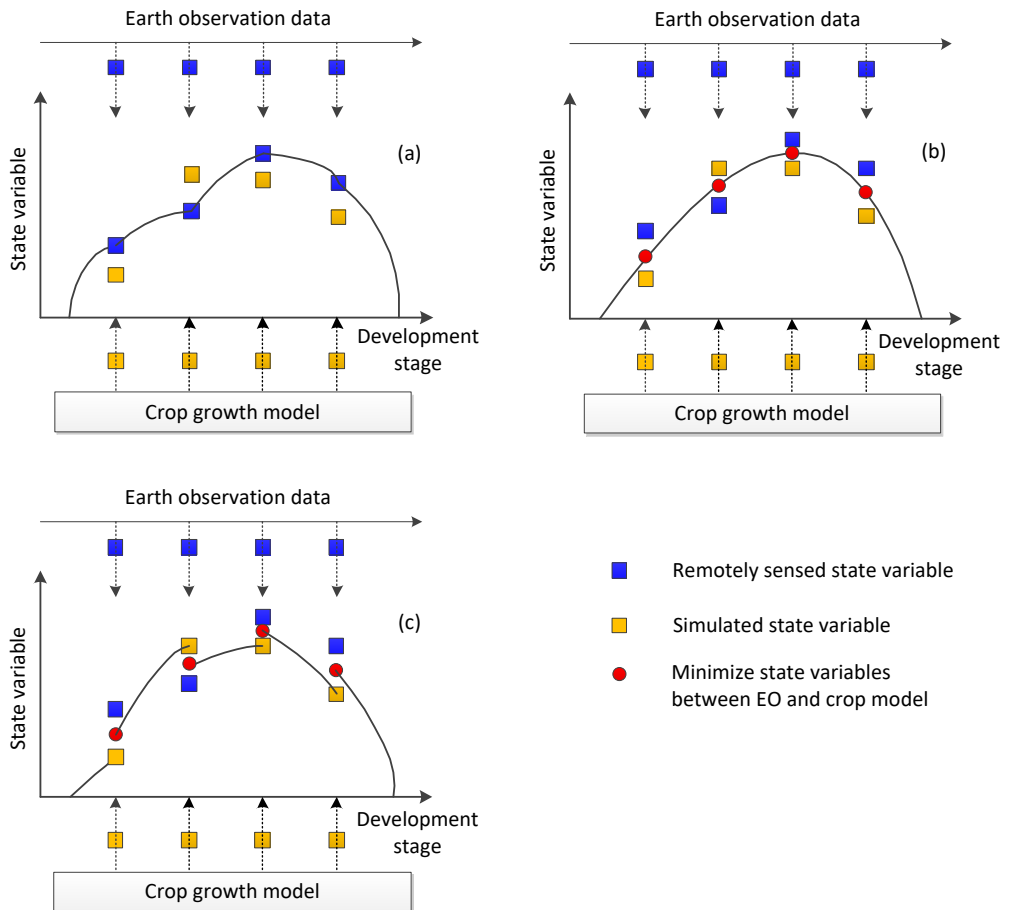 Earth observation data
(a)
State variable
Development
stage
Crop growth model
Earth observation data
(b)
State variable
Development
stage
Crop growth model
Earth observation data
(c)
State variable
Development
stage
Crop growth model
Remotely sensed state variable
Simulated state variable
Minimize state variables
between EO and crop model